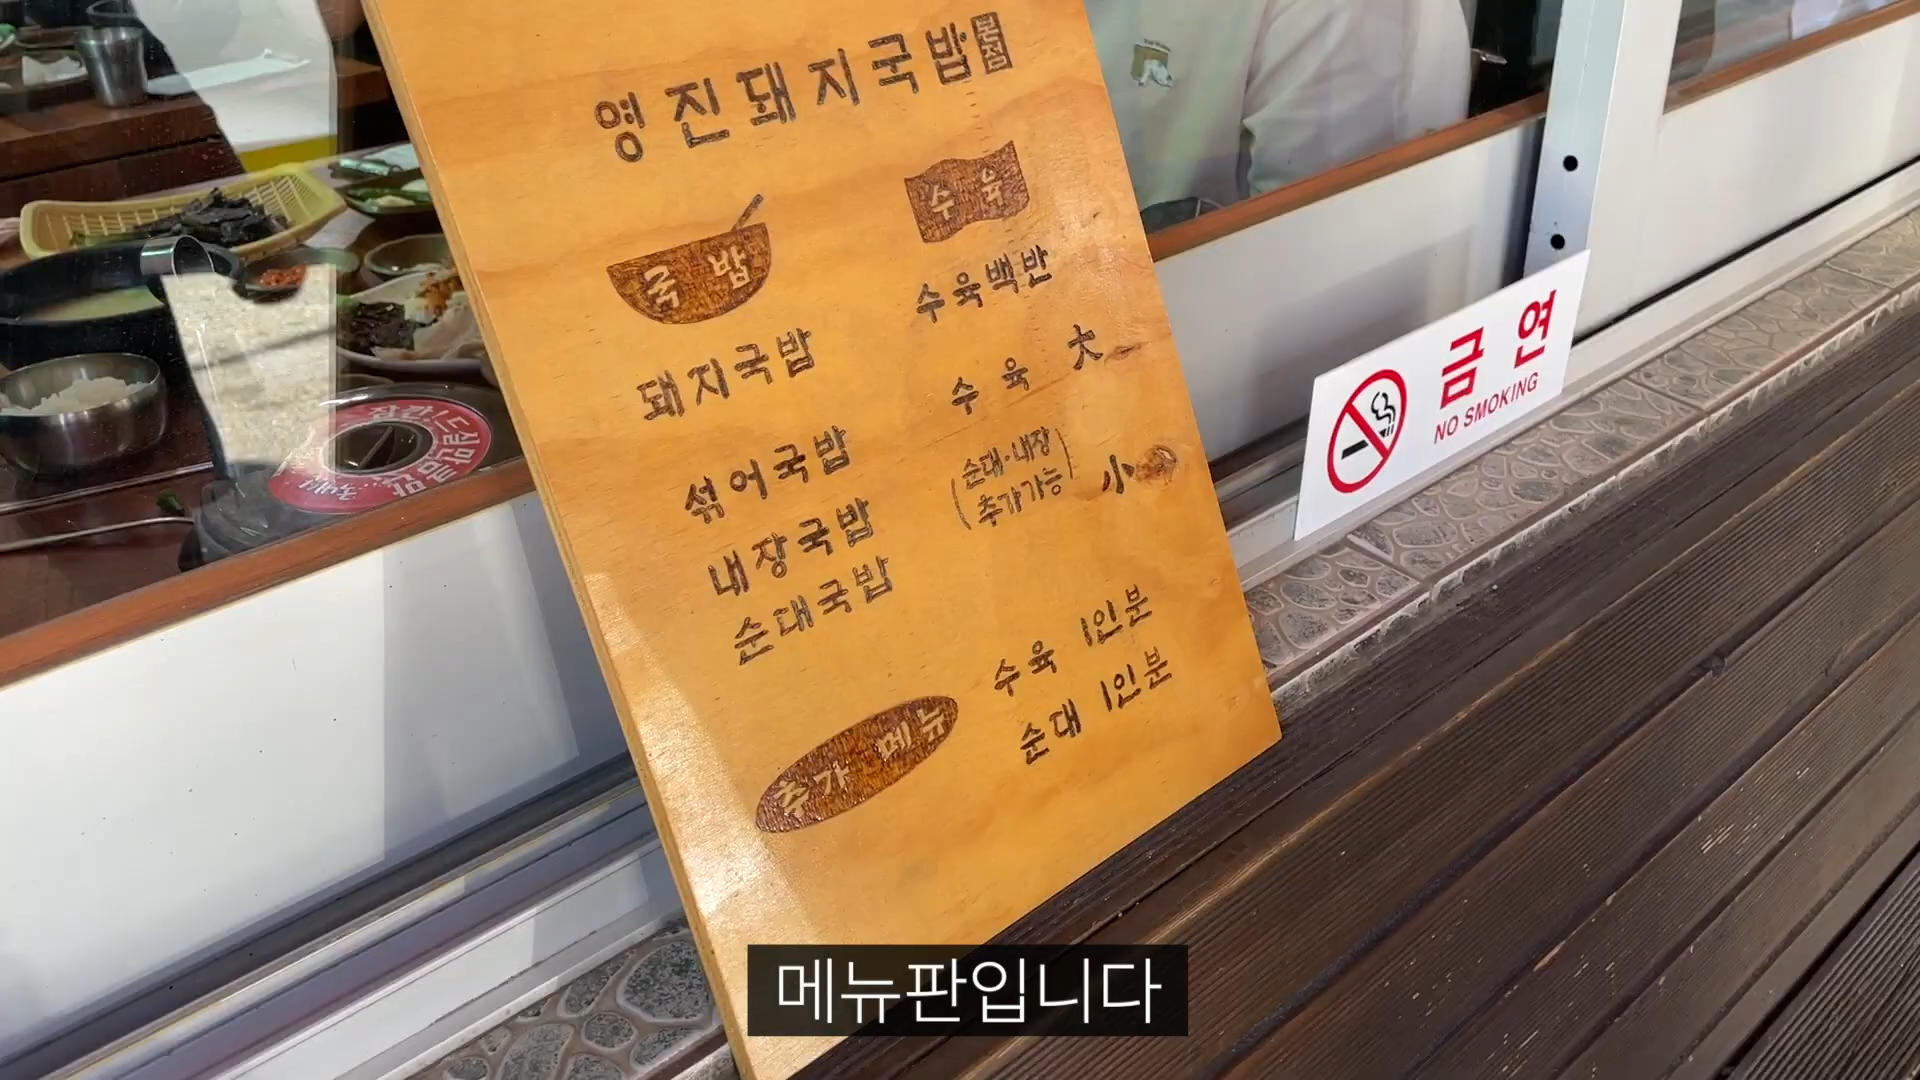 영진돼지국밥 본점
국밥
돼지국밥
섞어국밥
내장국밥
순대국밥
수육
수육백반
수육 大
(순대·내장
추가가능) 小
추가 메뉴
수육 1인분
순대 1인분
금연
NO SMOKING
메뉴판입니다